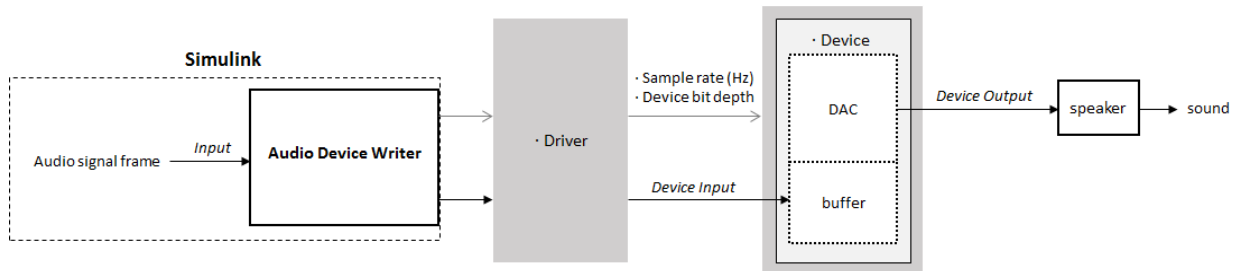 Simulink
Audio signal frame
Input
Audio Device Writer
· Driver
· Sample rate (Hz)
· Device bit depth
Device Input
· Device
DAC
buffer
Device Output
speaker
sound